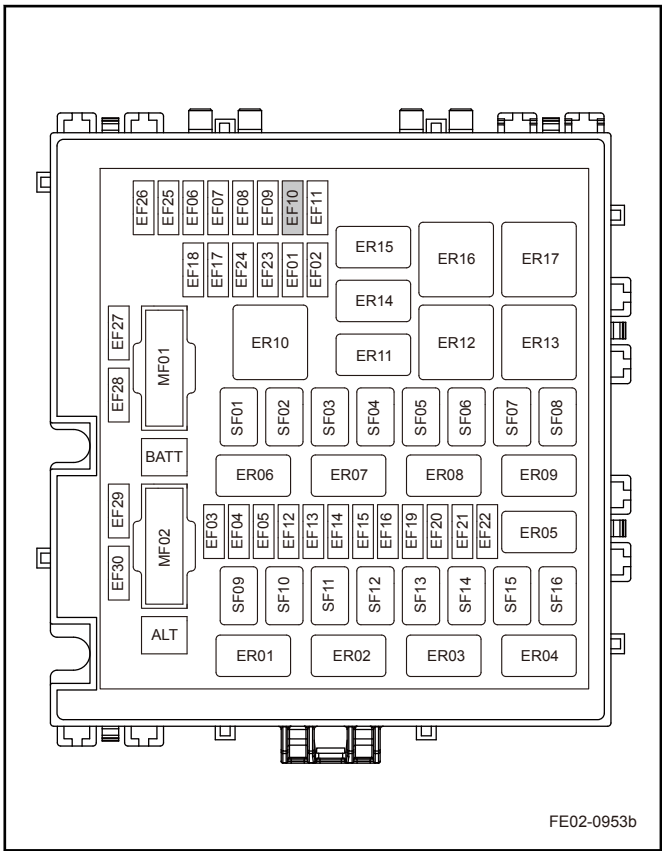 EF26 EF25 EF06 EF07 EF08 EF09 EF10 EF11
ER15 ER16 ER17
EF18 EF17 EF24 EF23 EF01 EF02
ER14
EF27 MF01 ER10 ER11 ER12 ER13
EF28
SF01 SF02 SF03 SF04 SF05 SF06 SF07 SF08
BATT
ER06 ER07 ER08 ER09
EF29 MF02 EF03 EF04 EF05 EF12 EF13 EF14 EF15 EF16 EF19 EF20 EF21 EF22 ER05
EF30
SF09 SF10 SF11 SF12 SF13 SF14 SF15 SF16
ALT
ER01 ER02 ER03 ER04
FE02-0953b